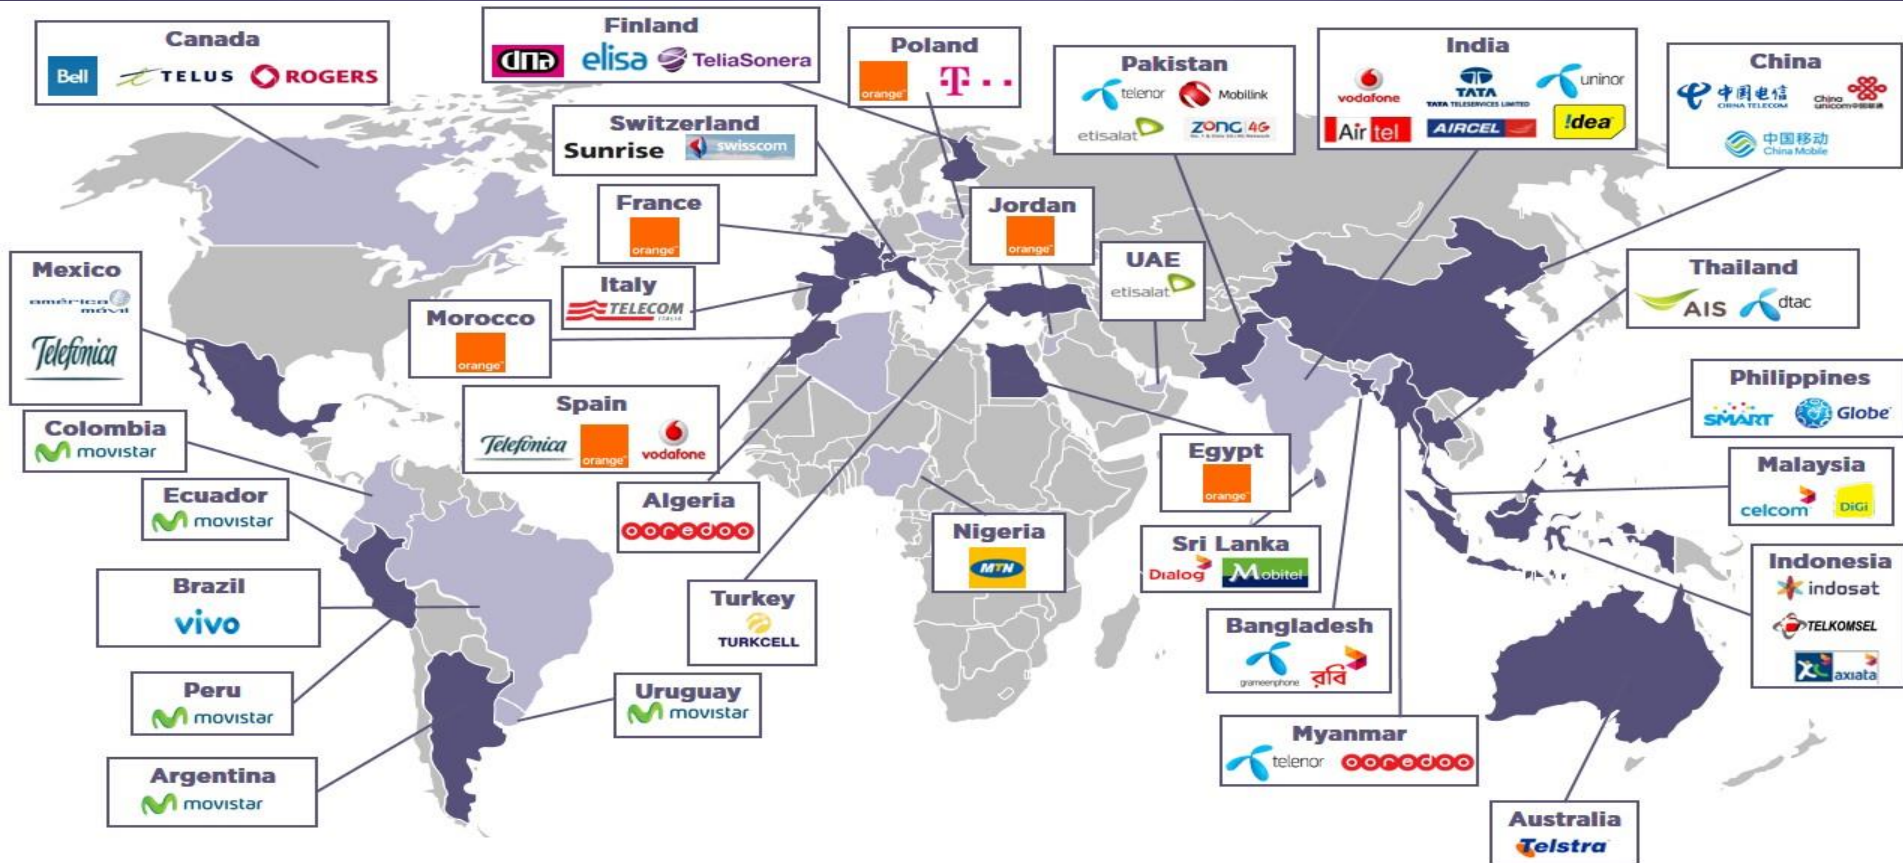 Canada
Bell TELUS ROGERS
Finland
dna elisa TeliaSonera
Poland
orange T
Pakistan
telenor Mobilink
etisalat ZONG 4G
India
vodafone TATA uninor
TATA TELESERVICES LIMITED
Airtel AIRCEL !dea
China
中国电信 China
CHINA TELECOM unicom中国联通
中国移动
China Mobile
Switzerland
Sunrise swisscom
France
orange
Jordan
orange
UAE
etisalat
Thailand
AIS dtac
Mexico
américa
móvil
Telefónica
Italy
TELECOM
ITALIA
Morocco
orange
Philippines
SMART Globe
Colombia
movistar
Spain
Telefónica orange vodafone
Egypt
orange
Malaysia
celcom DiGi
Ecuador
movistar
Algeria
ooredoo
Nigeria
MTN
Sri Lanka
Dialog Mobitel
Indonesia
indosat
TELKOMSEL
XL axiata
Brazil
vivo
Turkey
TURKCELL
Bangladesh
grameenphone রবি
Peru
movistar
Uruguay
movistar
Myanmar
telenor ooredoo
Argentina
movistar
Australia
Telstra